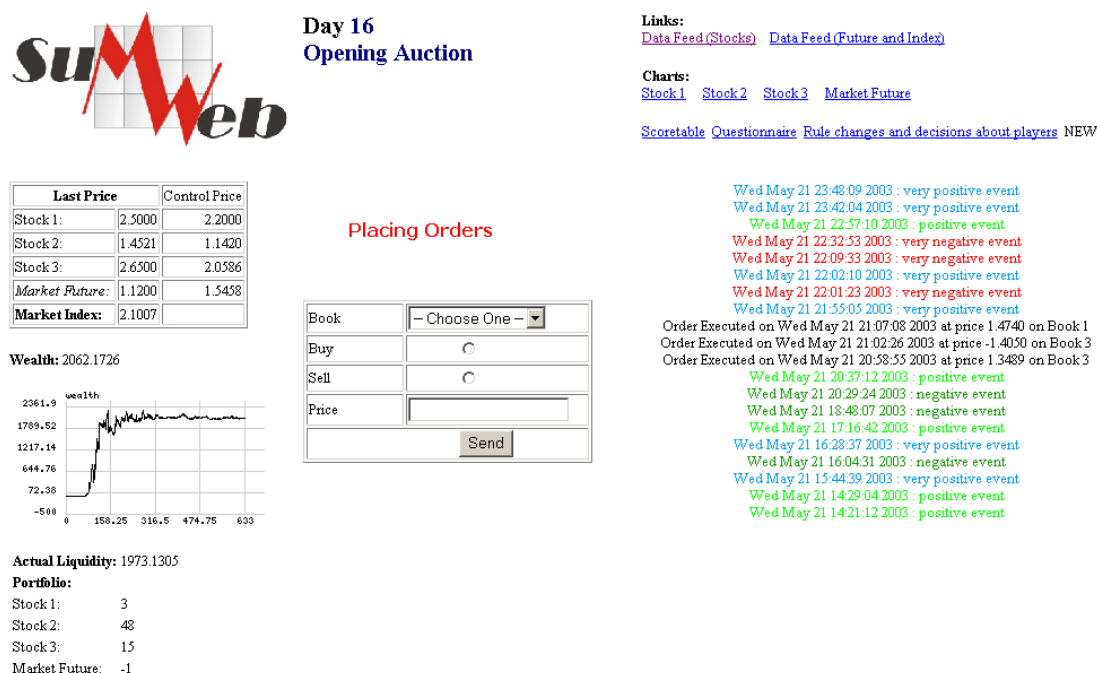 SumWeb
Day 16
Opening Auction
Links:
Data Feed (Stocks) Data Feed (Future and Index)
Charts:
Stock 1 Stock 2 Stock 3 Market Future
Scoretable Questionnaire Rule changes and decisions about players NEW
Last Price Control Price
Stock 1: 2.5000 2.2000
Stock 2: 1.4521 1.1420
Stock 3: 2.6500 2.0586
Market Future: 1.1200 1.5458
Market Index: 2.1007
Wealth: 2062.1726
wealth
2361.9
1789.52
1217.14
644.76
72.38
-500
0 158.25 316.5 474.75 633
Actual Liquidity: 1973.1305
Portfolio:
Stock 1: 3
Stock 2: 48
Stock 3: 15
Market Future: -1
Placing Orders
Book -- Choose One --
Buy
Sell
Price
Send
Wed May 21 23:48:09 2003 : very positive event
Wed May 21 23:42:04 2003 : very positive event
Wed May 21 22:57:10 2003 : positive event
Wed May 21 22:32:53 2003 : very negative event
Wed May 21 22:09:33 2003 : very negative event
Wed May 21 22:02:10 2003 : very positive event
Wed May 21 22:01:23 2003 : very negative event
Wed May 21 21:55:05 2003 : very positive event
Order Executed on Wed May 21 21:07:08 2003 at price 1.4740 on Book 1
Order Executed on Wed May 21 21:02:26 2003 at price -1.4050 on Book 3
Order Executed on Wed May 21 20:58:55 2003 at price 1.3489 on Book 3
Wed May 21 20:37:12 2003 : positive event
Wed May 21 20:29:24 2003 : negative event
Wed May 21 18:48:07 2003 : negative event
Wed May 21 17:16:42 2003 : positive event
Wed May 21 16:28:37 2003 : very positive event
Wed May 21 16:04:31 2003 : negative event
Wed May 21 15:44:39 2003 : very positive event
Wed May 21 14:29:04 2003 : positive event
Wed May 21 14:21:12 2003 : positive event